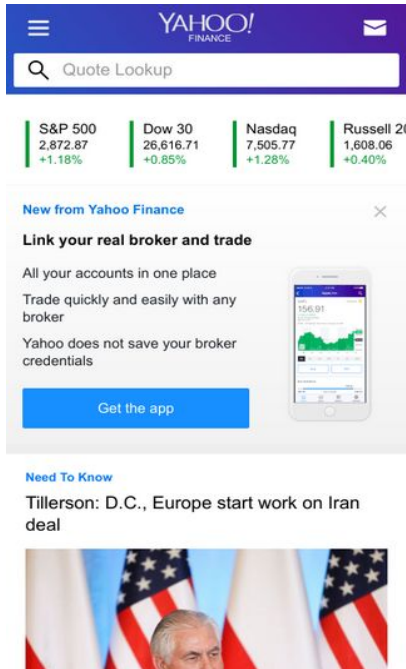 YAHOO!
FINANCE
Quote Lookup
S&P 500
2,872.87
+1.18%
Dow 30
26,616.71
+0.85%
Nasdaq
7,505.77
+1.28%
Russell 20
1,608.06
+0.40%
New from Yahoo Finance
Link your real broker and trade
All your accounts in one place
Trade quickly and easily with any
broker
Yahoo does not save your broker
credentials
156.91
Get the app
Need To Know
Tillerson: D.C., Europe start work on Iran
deal